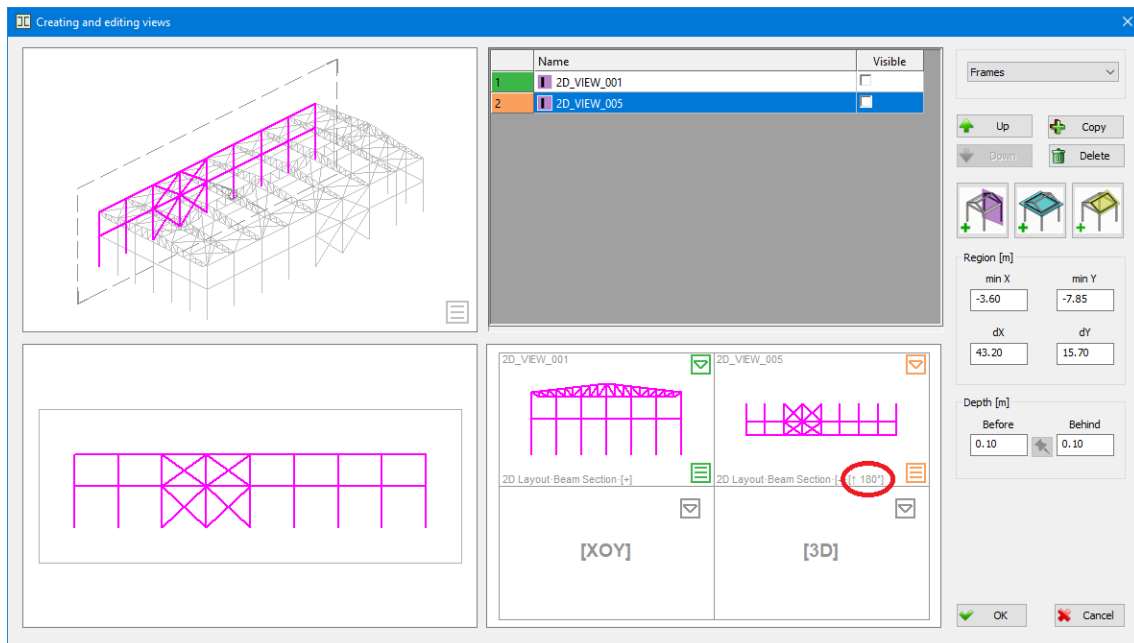 Creating and editing views
Name Visible
1 2D_VIEW_001
2 2D_VIEW_005
Frames
Up Copy
Down Delete
Region [m]
min X min Y
-3.60 -7.85
dX dY
43.20 15.70
Depth [m]
Before Behind
0.10 0.10
2D_VIEW_001 2D_VIEW_005
2D Layout·Beam Section·[+] 2D Layout·Beam Section·[ [↑ 180°]
[XOY] [3D]
OK Cancel